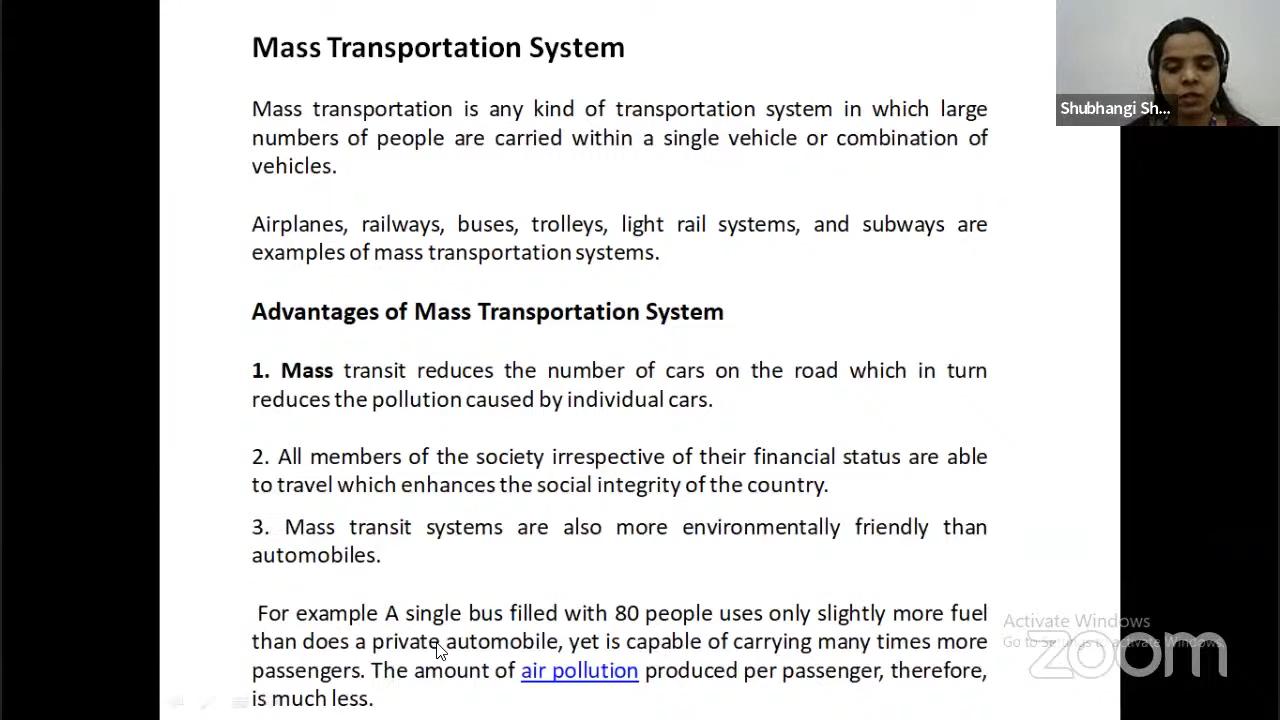 Mass Transportation System
Mass transportation is any kind of transportation system in which large
numbers of people are carried within a single vehicle or combination of
vehicles.
Airplanes, railways, buses, trolleys, light rail systems, and subways are
examples of mass transportation systems.
Advantages of Mass Transportation System
1. Mass transit reduces the number of cars on the road which in turn
reduces the pollution caused by individual cars.
2. All members of the society irrespective of their financial status are able
to travel which enhances the social integrity of the country.
3. Mass transit systems are also more environmentally friendly than
automobiles.
For example A single bus filled with 80 people uses only slightly more fuel
than does a private automobile, yet is capable of carrying many times more
passengers. The amount of air pollution produced per passenger, therefore,
is much less.
Shubhangi Sh...
Activate Windows
Go to Settings to activate Windows.
zoom